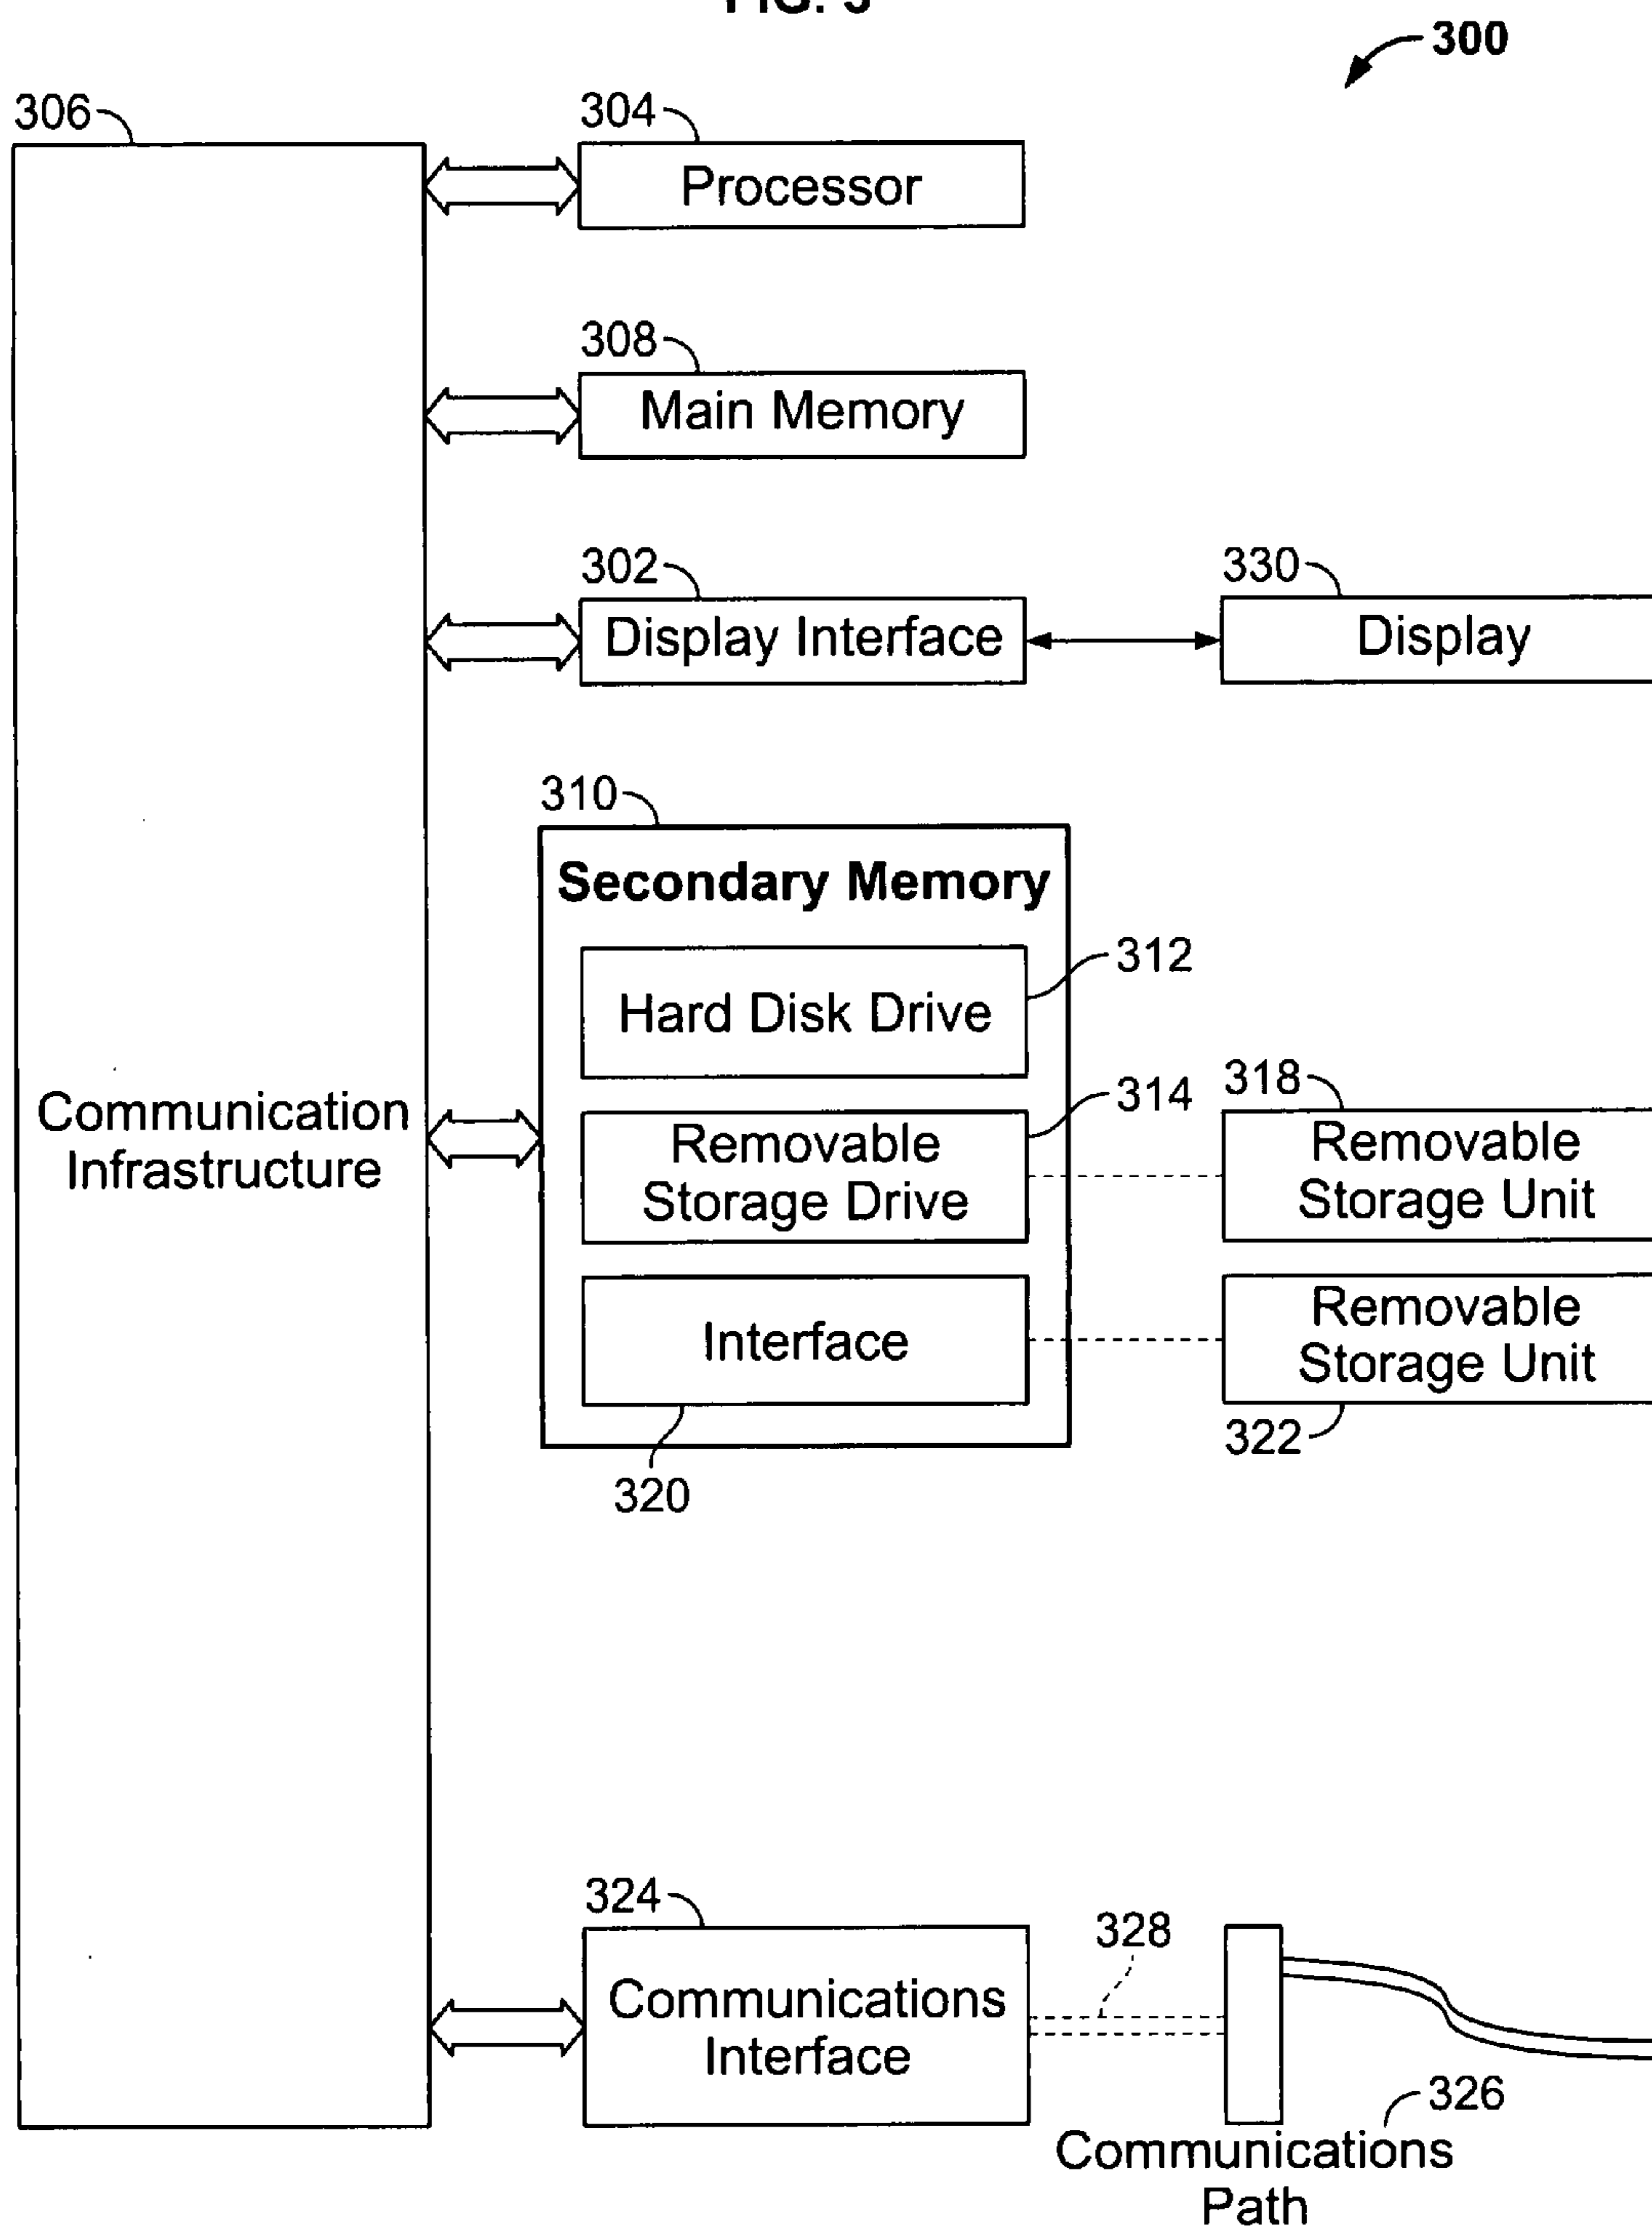 FIG. 3
300
306
304
Processor
308
Main Memory
302
Display Interface
330
Display
310
Secondary Memory
312
Hard Disk Drive
314
Removable
Storage Drive
318
Removable
Storage Unit
Communication
Infrastructure
Interface
320
Removable
Storage Unit
322
324
Communications
Interface
328
326
Communications
Path